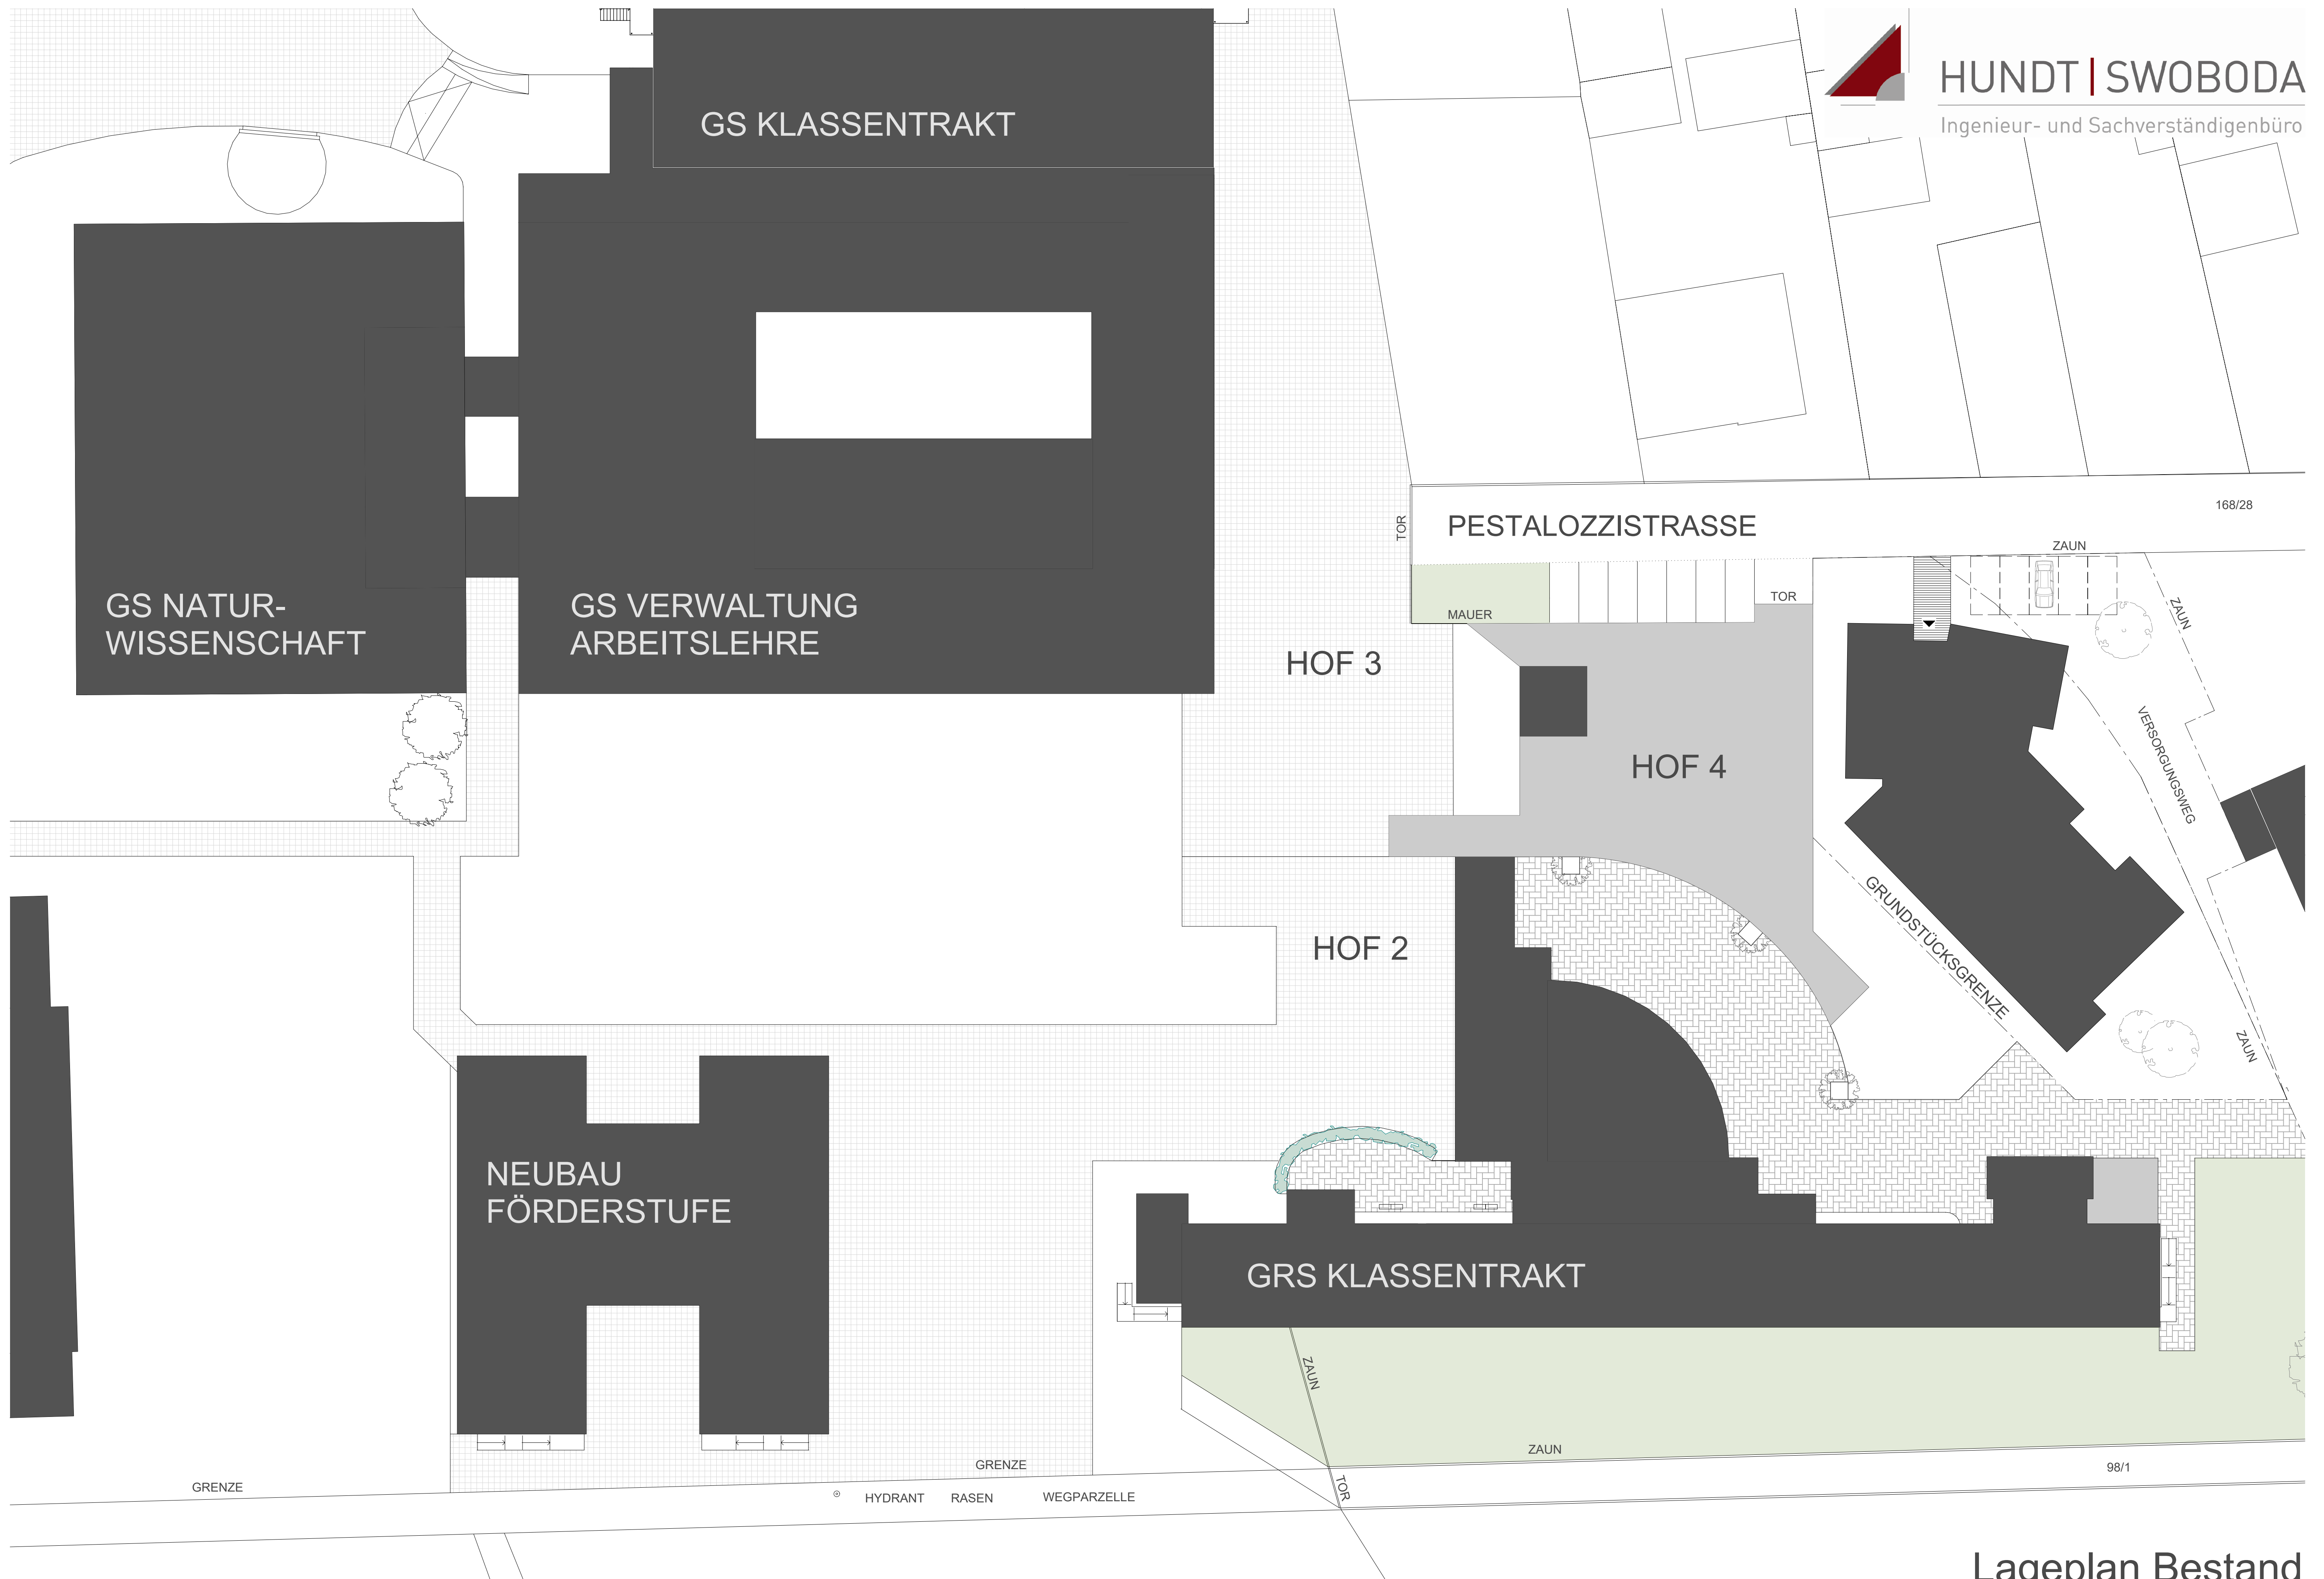 HUNDT | SWOBODA
Ingenieur- und Sachverständigenbüro
GS KLASSENTRAKT
168/28
TOR
PESTALOZZISTRASSE
ZAUN
GS NATUR-
WISSENSCHAFT
GS VERWALTUNG
ARBEITSLEHRE
MAUER
TOR
ZAUN
HOF 3
HOF 4
VERSORGUNGSWEG
HOF 2
GRUNDSTÜCKSGRENZE
ZAUN
NEUBAU
FÖRDERSTUFE
GRS KLASSENTRAKT
ZAUN
ZAUN
GRENZE
GRENZE
98/1
TOR
HYDRANT
RASEN
WEGPARZELLE
Lageplan Bestand